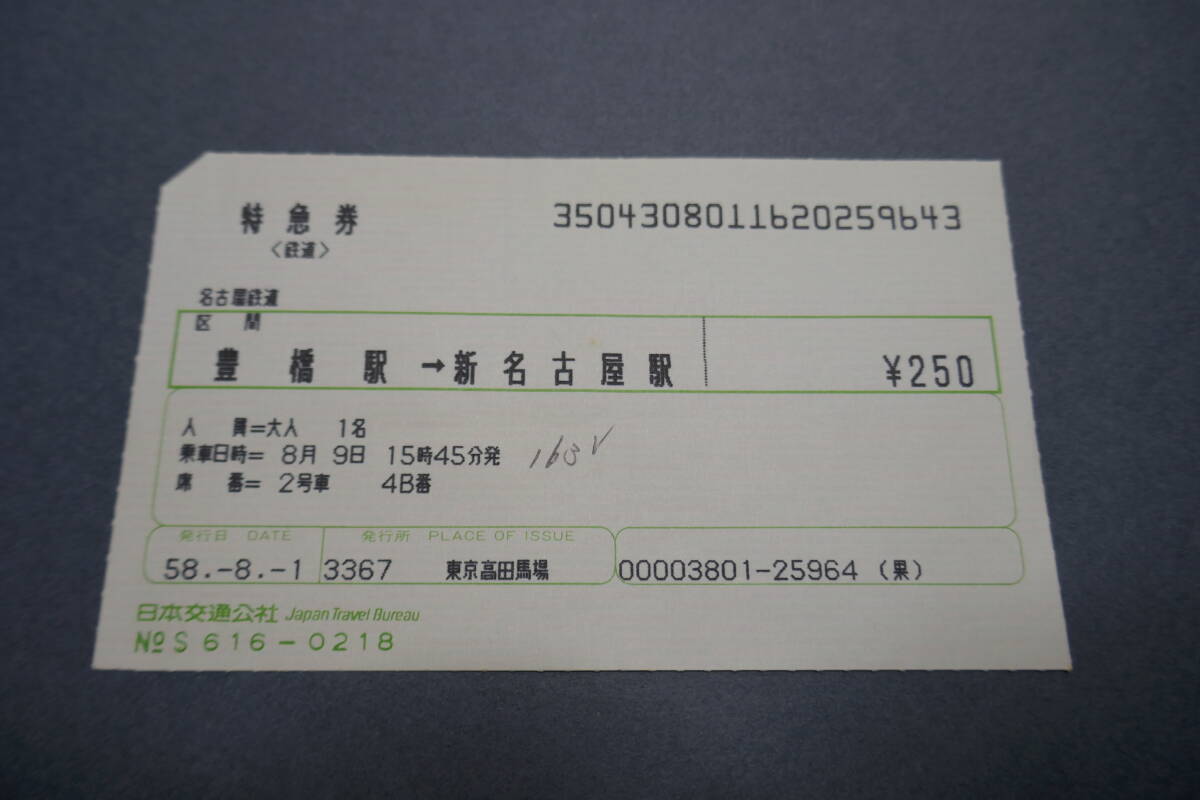 特急券 350430801162025​9643
〈鉄道〉
名古屋鉄道
区間
豊橋駅→新名古屋駅 ¥250
人員=大人 1名
乗車日時= 8月 9日 15時45分発
席番= 2号車 4B番
発行日 DATE 発行所 PLACE OF ISSUE
58.-8.-1 3367 東京高田馬場 00003801-25964 (果)
日本交通公社 Japan Travel Bureau
№ S 616-0218